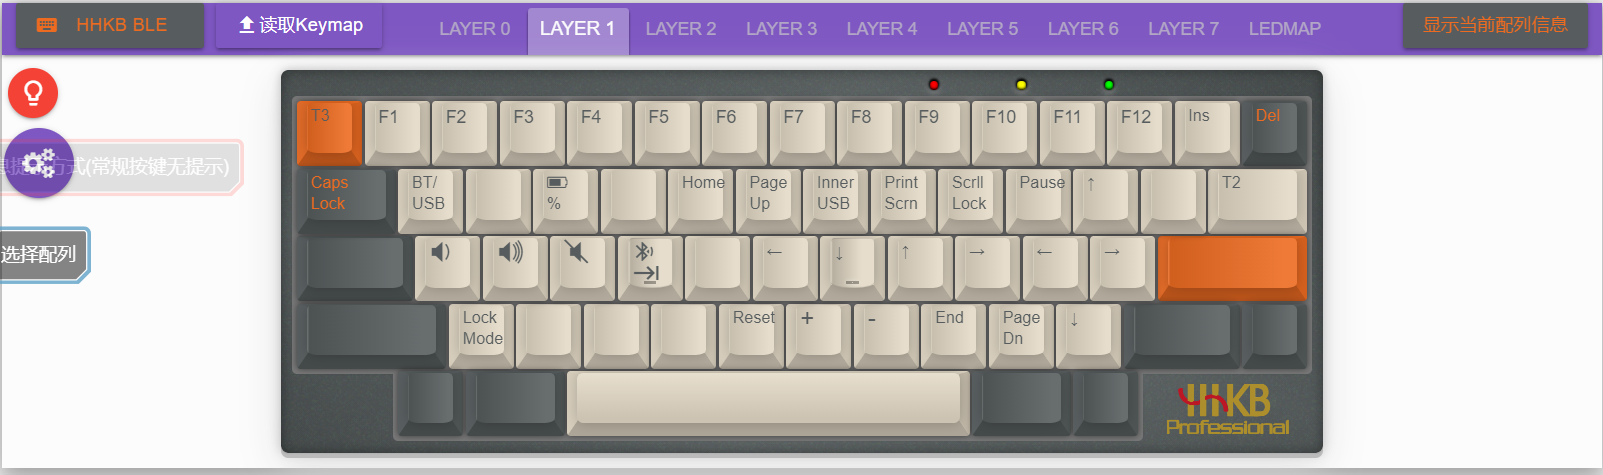 HHKB BLE
读取Keymap
LAYER 0
LAYER 1
LAYER 2
LAYER 3
LAYER 4
LAYER 5
LAYER 6
LAYER 7
LEDMAP
显示当前配列信息
方式(常规按键无提示)
选择配列
T3
F1
F2
F3
F4
F5
F6
F7
F8
F9
F10
F11
F12
Ins
Del
Caps
Lock
BT/
USB
%
Home
Page
Up
Inner
USB
Print
Scrn
Scrll
Lock
Pause
↑
T2
←
↓
↑
→
←
→
Lock
Mode
Reset
+
-
End
Page
Dn
↓
HHKB
Professional